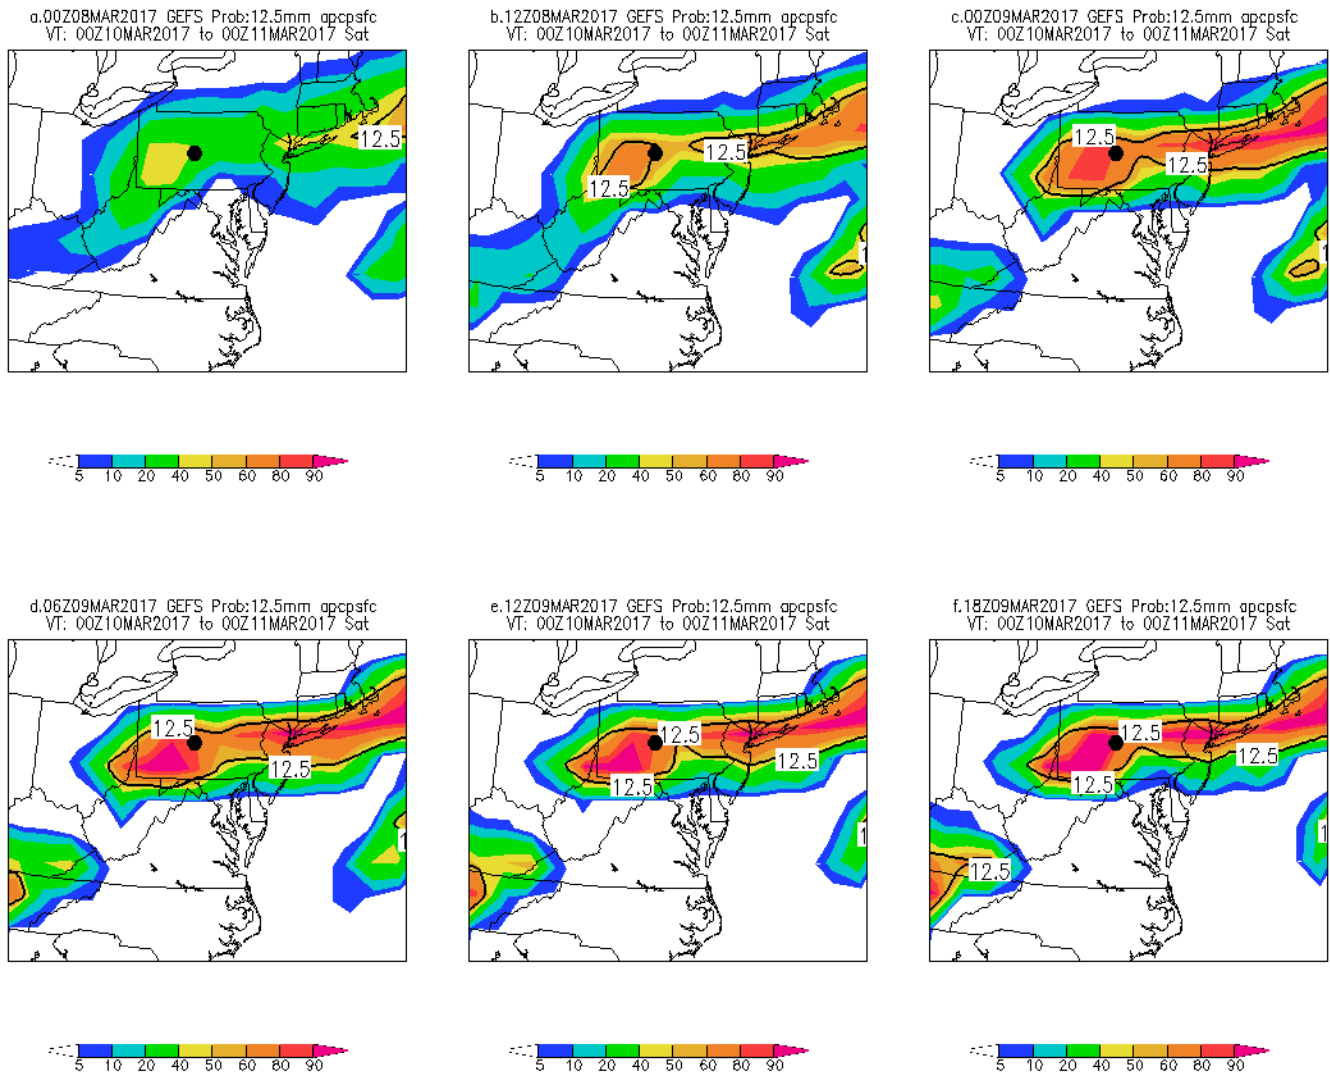 a.00Z08MAR2017 GEFS Prob:12.5mm apcpsfc
VT: 00Z10MAR2017 to 00Z11MAR2017 Sat
12.5
5 10 20 40 50 60 80 90
b.12Z08MAR2017 GEFS Prob:12.5mm apcpsfc
VT: 00Z10MAR2017 to 00Z11MAR2017 Sat
12.5
12.5
1
5 10 20 40 50 60 80 90
c.00Z09MAR2017 GEFS Prob:12.5mm apcpsfc
VT: 00Z10MAR2017 to 00Z11MAR2017 Sat
12.5
12.5
1
5 10 20 40 50 60 80 90
d.06Z09MAR2017 GEFS Prob:12.5mm apcpsfc
VT: 00Z10MAR2017 to 00Z11MAR2017 Sat
12.5
12.5
1
5 10 20 40 50 60 80 90
e.12Z09MAR2017 GEFS Prob:12.5mm apcpsfc
VT: 00Z10MAR2017 to 00Z11MAR2017 Sat
12.5
12.5
12.5
1
5 10 20 40 50 60 80 90
f.18Z09MAR2017 GEFS Prob:12.5mm apcpsfc
VT: 00Z10MAR2017 to 00Z11MAR2017 Sat
12.5
12.5
12.5
1
12.5
5 10 20 40 50 60 80 90